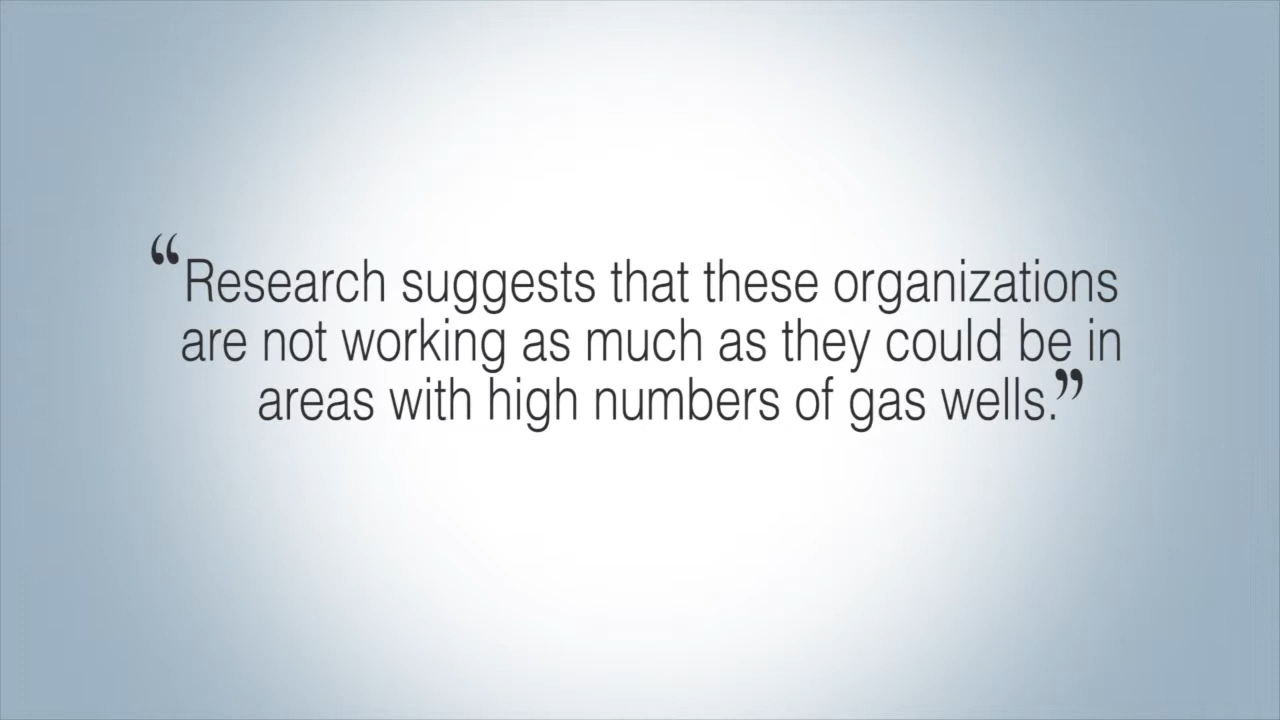 “Research suggests that these organizations
are not working as much as they could be in
areas with high numbers of gas wells.”